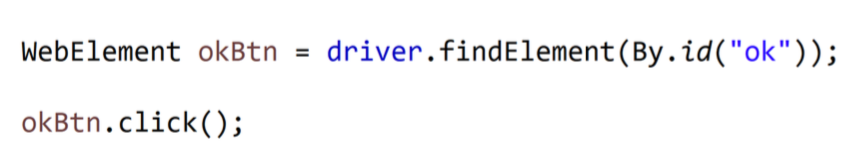 WebElement okBtn = driver.findElement(By.id("ok"));
okBtn.click();